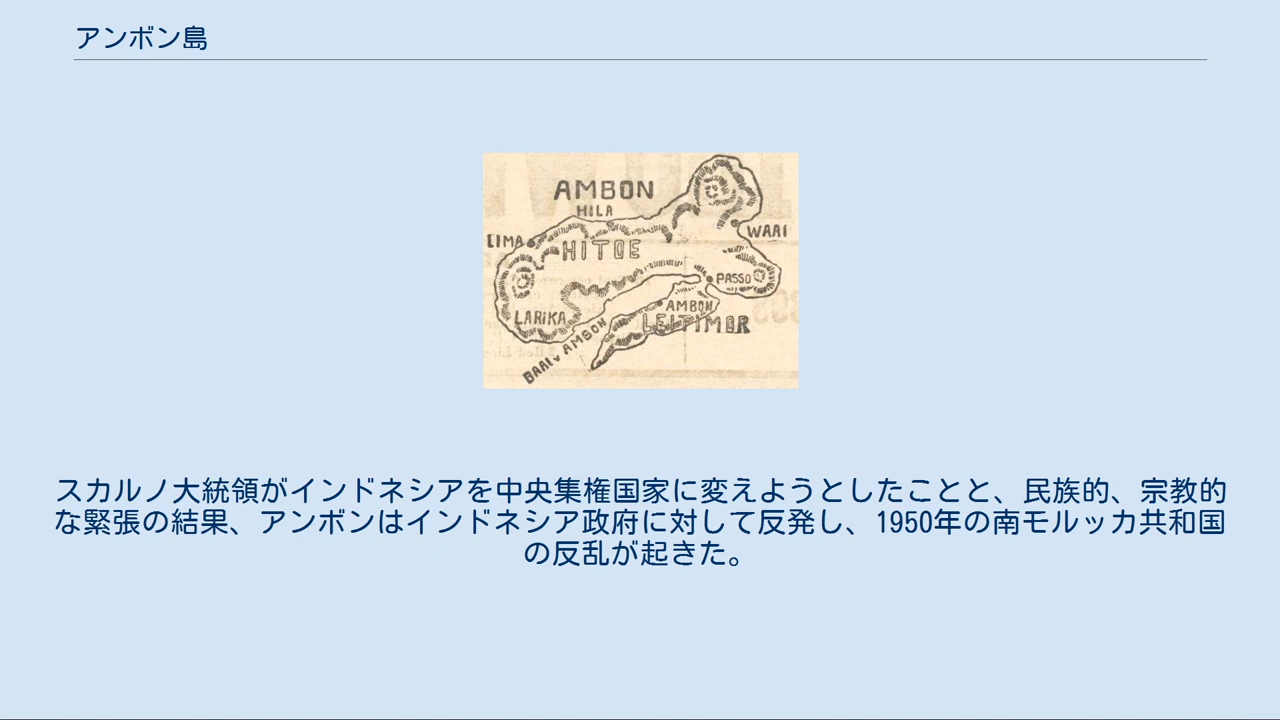 アンボン島
AMBON
HILA
WAAI
LIMA
HITOE
PASSO
AMBON
LARIKA
LEITIMOR
BAAI v AMBON
スカルノ大統領がインドネシアを中央集権国家に変えようとしたことと、民族的、宗教的
な緊張の結果、アンボンはインドネシア政府に対して反発し、1950年の南モルッカ共和国
の反乱が起きた。